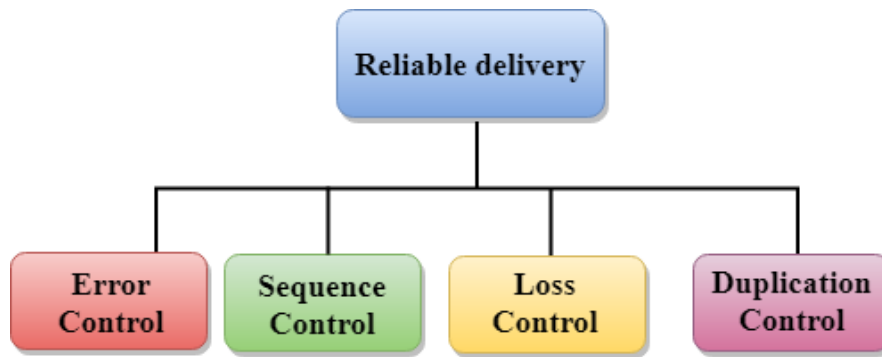 Reliable delivery
Error
Control
Sequence
Control
Loss
Control
Duplication
Control